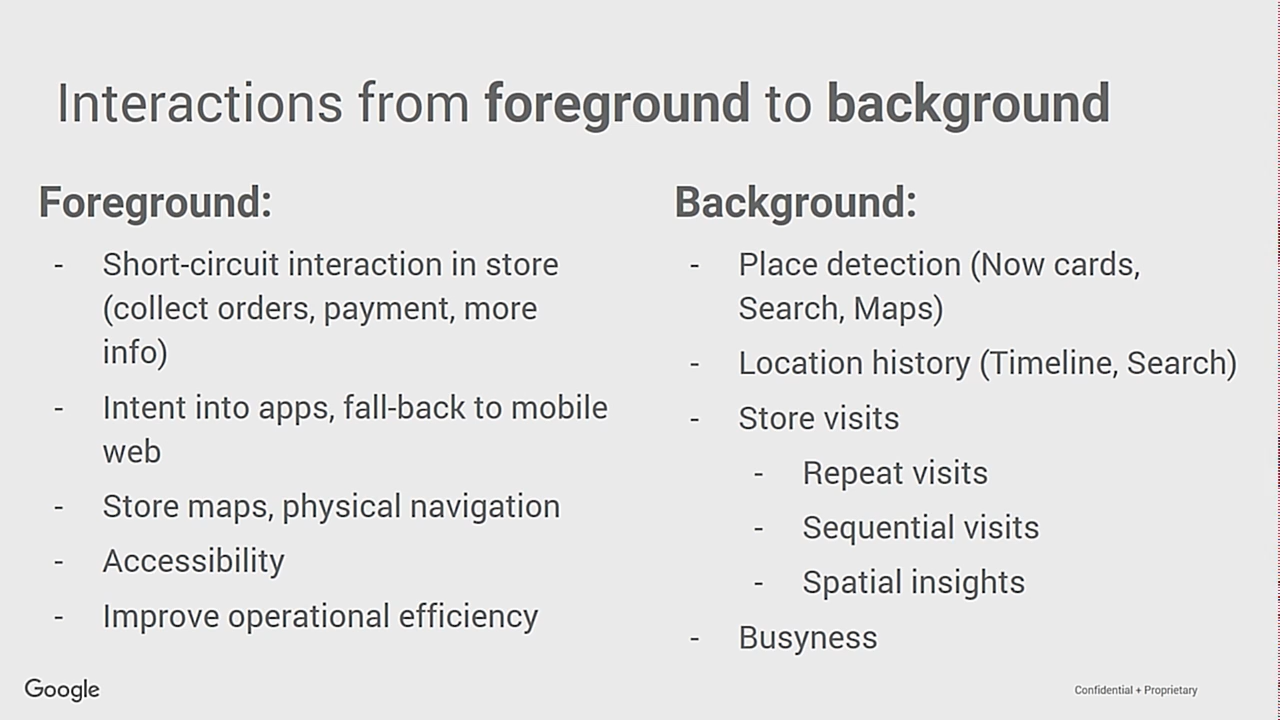 Interactions from foreground to background
Foreground:
- Short-circuit interaction in store
(collect orders, payment, more
info)
- Intent into apps, fall-back to mobile
web
- Store maps, physical navigation
- Accessibility
- Improve operational efficiency
Background:
- Place detection (Now cards,
Search, Maps)
- Location history (Timeline, Search)
- Store visits
- Repeat visits
- Sequential visits
- Spatial insights
- Busyness
Google
Confidential + Proprietary